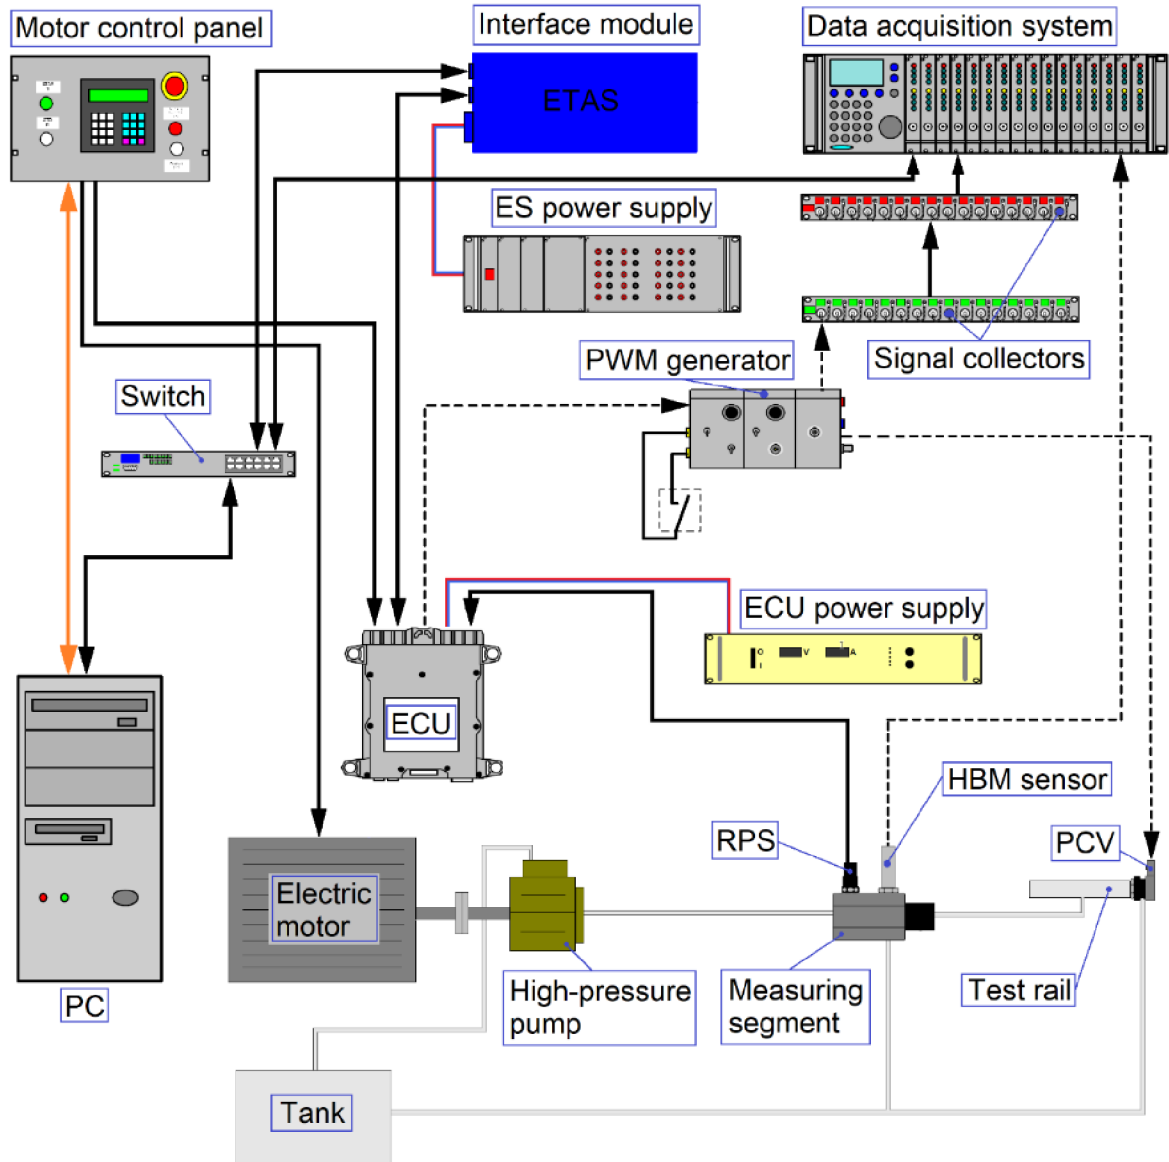 Motor control panel
Interface module
Data acquisition system
ETAS
ES power supply
PWM generator
Signal collectors
Switch
ECU power supply
O
I
V
A
ECU
HBM sensor
RPS
PCV
Electric
motor
High-pressure
pump
Measuring
segment
Test rail
PC
Tank